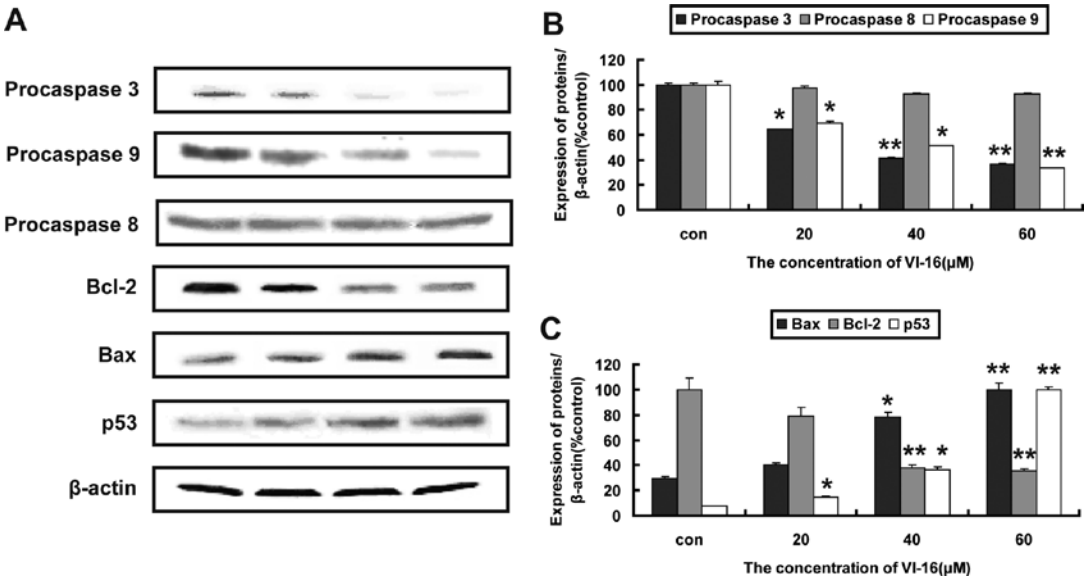 A
Procaspase 3
Procaspase 9
Procaspase 8
Bcl-2
Bax
p53
β-actin
B
Procaspase 3 Procaspase 8 Procaspase 9
Expression of proteins/
β-actin(%control)
120
100
80
60
40
20
0
* *
** *
** **
con 20 40 60
The concentration of VI-16(μM)
C
Bax Bcl-2 p53
Expression of proteins/
β-actin(%control)
120
100
80
60
40
20
0
*
* ** *
** ** **
con 20 40 60
The concentration of VI-16(μM)